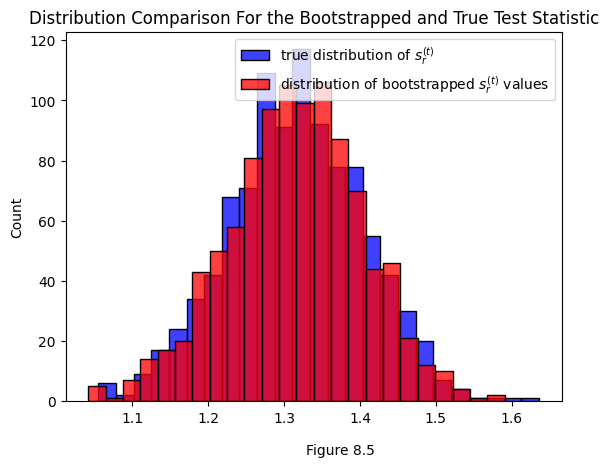 Distribution Comparison For the Bootstrapped and True Test Statistic
true distribution of $s_r^{(t)}$
distribution of bootstrapped $s_r^{(t)}$ values
120
100
80
60
40
20
0
Count
1.1 1.2 1.3 1.4 1.5 1.6
Figure 8.5